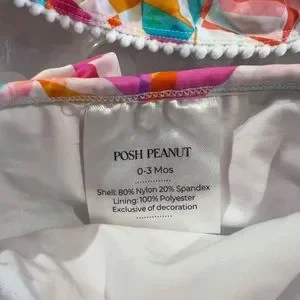 POSH PEANUT
0-3 Mos
Shell: 80% Nylon 20% Spandex
Lining: 100% Polyester
Exclusive of decoration